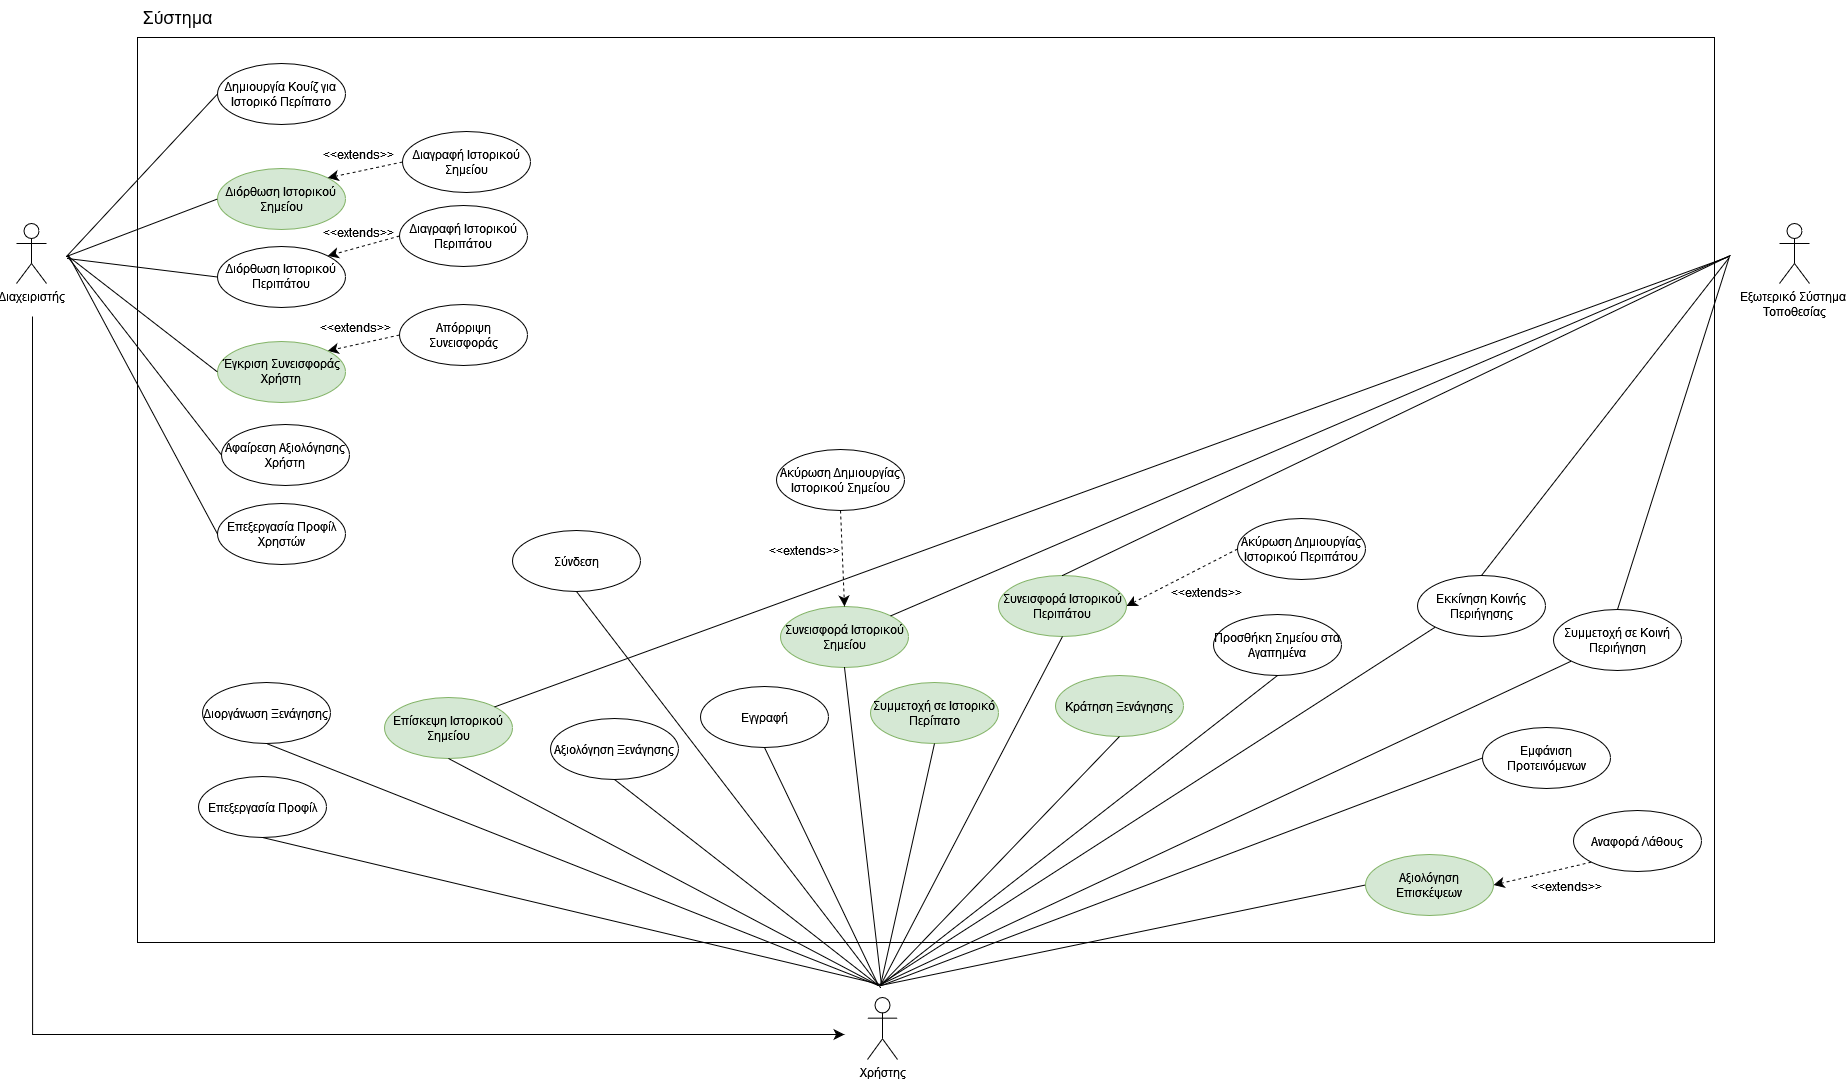 Σύστημα
Δημιουργία Κουίζ για
Ιστορικό Περίπατο
<<extends>>
Διαγραφή Ιστορικού
Σημείου
Διόρθωση Ιστορικού
Σημείου
<<extends>>
Διαγραφή Ιστορικού
Περιπάτου
Διόρθωση Ιστορικού
Περιπάτου
Διαχειριστής
Εξωτερικό Σύστημα
Τοποθεσίας
<<extends>>
Απόρριψη
Συνεισφοράς
Έγκριση Συνεισφοράς
Χρήστη
Αφαίρεση Αξιολόγησης
Χρήστη
Ακύρωση Δημιουργίας
Ιστορικού Σημείου
Επεξεργασία Προφίλ
Χρηστών
Σύνδεση
<<extends>>
Ακύρωση Δημιουργίας
Ιστορικού Περιπάτου
<<extends>>
Συνεισφορά Ιστορικού
Περιπάτου
Εκκίνηση Κοινής
Περιήγησης
Συνεισφορά Ιστορικού
Σημείου
Προσθήκη Σημείου στα
Αγαπημένα
Συμμετοχή σε Κοινή
Περιήγηση
Διοργάνωση Ξενάγησης
Επίσκεψη Ιστορικού
Σημείου
Αξιολόγηση Ξενάγησης
Εγγραφή
Συμμετοχή σε Ιστορικό
Περίπατο
Κράτηση Ξενάγησης
Εμφάνιση
Προτεινόμενων
Επεξεργασία Προφίλ
Αναφορά Λάθους
Αξιολόγηση
Επισκέψεων
<<extends>>
Χρήστης